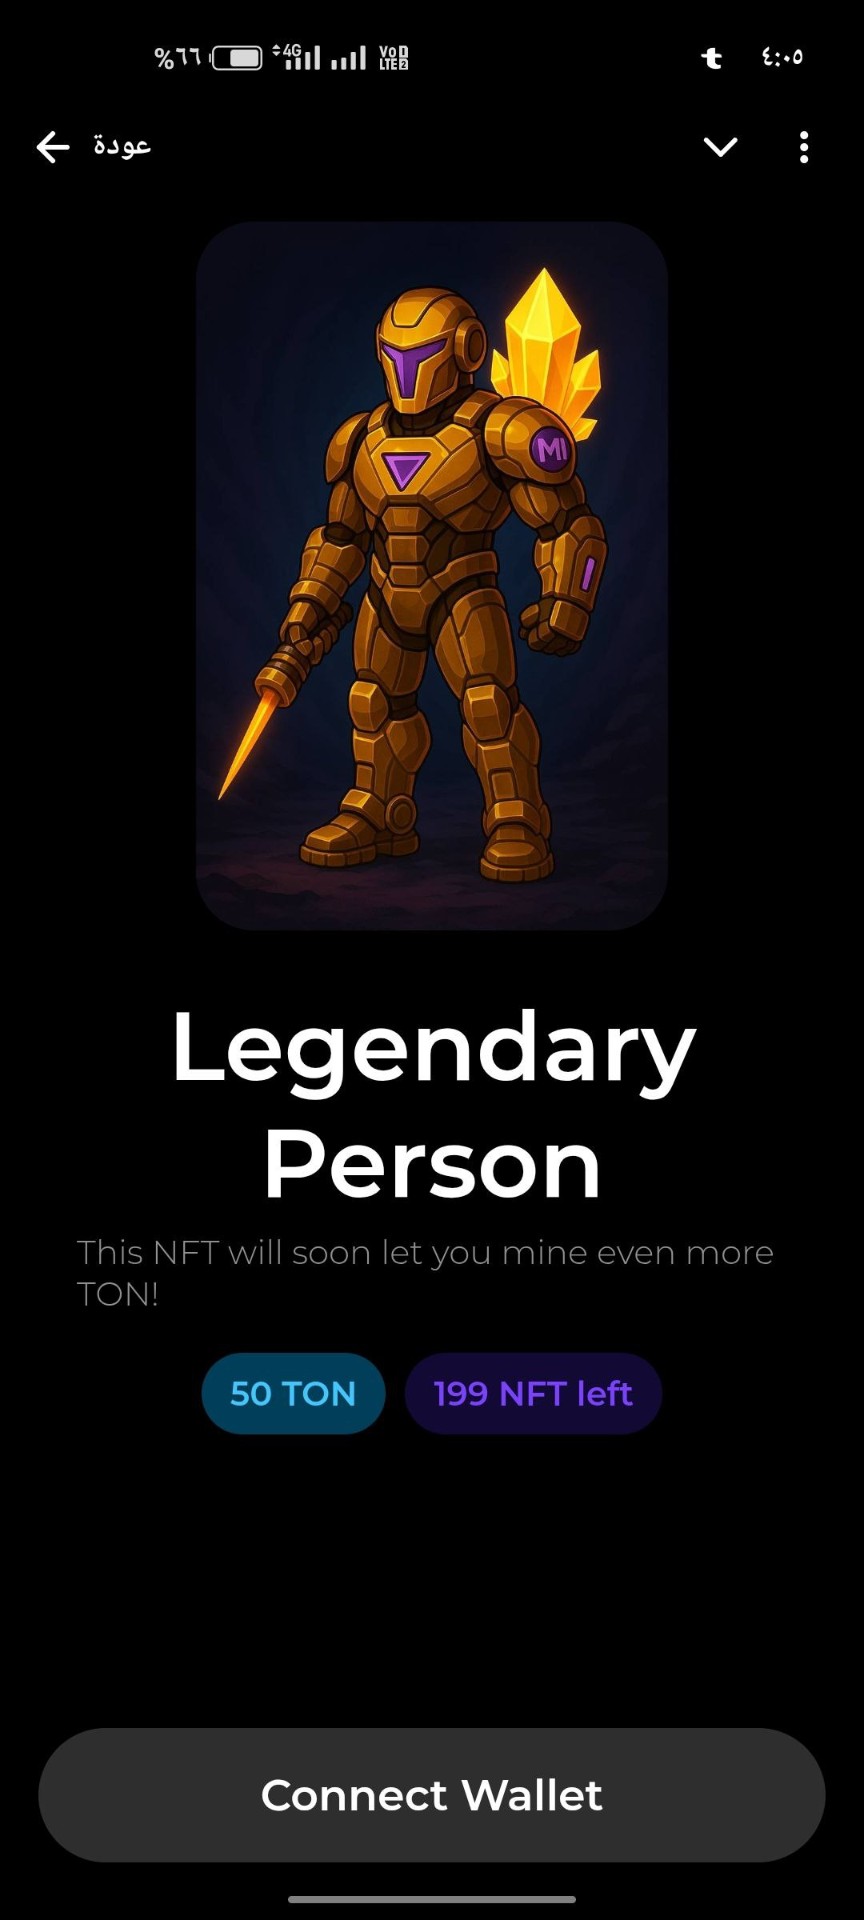 %٦٦ 4G VoD LTE2 t ٤:٠٥
عودة
MI
Legendary
Person
This NFT will soon let you mine even more
TON!
50 TON 199 NFT left
Connect Wallet